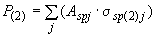 P(2) = ∑j (Aspj · σsp(2)j)